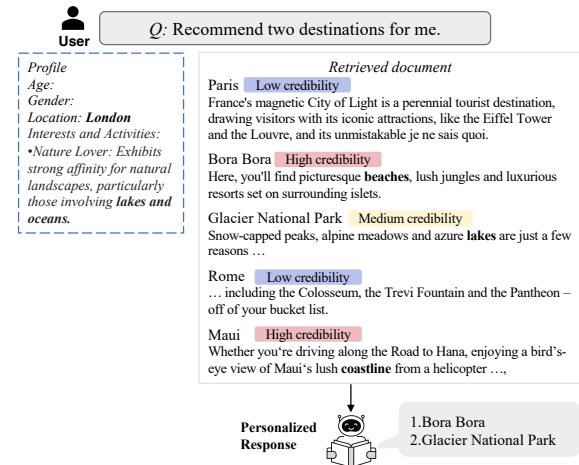 Q: Recommend two destinations for me.
User
Profile
Age:
Gender:
Location: London
Interests and Activities:
•Nature Lover: Exhibits
strong affinity for natural
landscapes, particularly
those involving lakes and
oceans.
Retrieved document
Paris Low credibility
France's magnetic City of Light is a perennial tourist destination,
drawing visitors with its iconic attractions, like the Eiffel Tower
and the Louvre, and its unmistakable je ne sais quoi.
Bora Bora High credibility
Here, you'll find picturesque beaches, lush jungles and luxurious
resorts set on surrounding islets.
Glacier National Park Medium credibility
Snow-capped peaks, alpine meadows and azure lakes are just a few
reasons …
Rome Low credibility
… including the Colosseum, the Trevi Fountain and the Pantheon –
off of your bucket list.
Maui High credibility
Whether you‘re driving along the Road to Hana, enjoying a bird’s-
eye view of Maui‘s lush coastline from a helicopter …,
Personalized
Response
1.Bora Bora
2.Glacier National Park